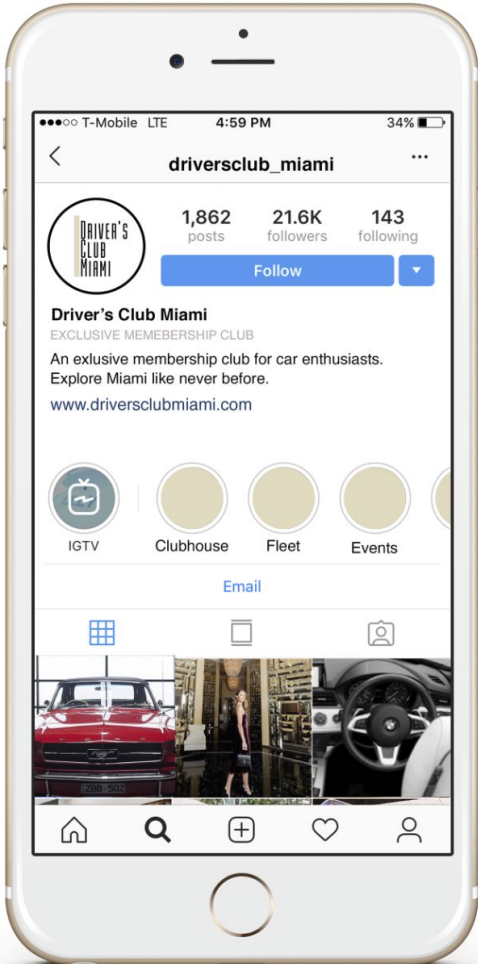 T-Mobile LTE 4:59 PM 34%
driversclub_miami
DRIVER'S
CLUB
MIAMI
1,862 21.6K 143
posts followers following
Follow
Driver's Club Miami
EXCLUSIVE MEMEBERSHIP CLUB
An exlusive membership club for car enthusiasts.
Explore Miami like never before.
www.driversclubmiami.com
IGTV Clubhouse Fleet Events
Email